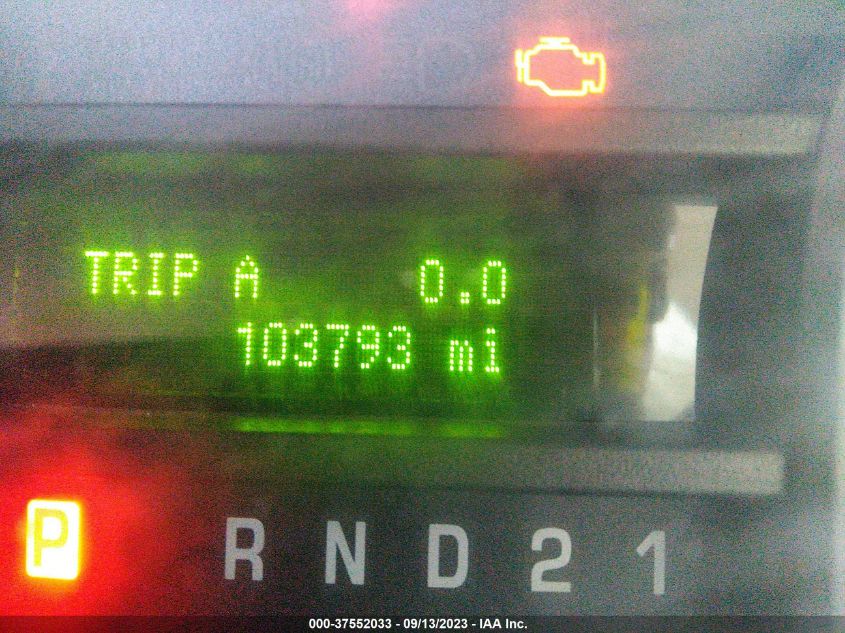 TRIP A 0.0
103793 mi
P R N D 2 1
000-37552033 - 09/13/2023 - IAA Inc.